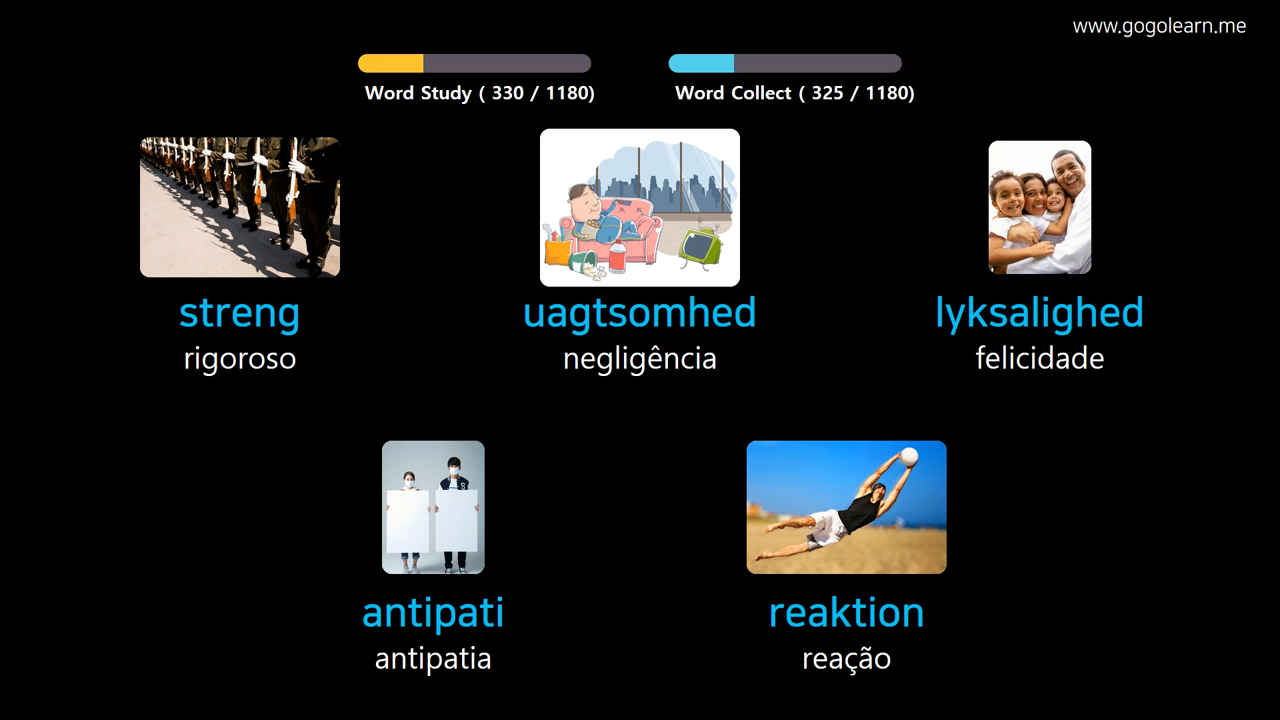 www.gogolearn.me
Word Study ( 330 / 1180)
Word Collect ( 325 / 1180)
streng
rigoroso
uagtsomhed
negligência
lyksalighed
felicidade
antipati
antipatia
reaktion
reação